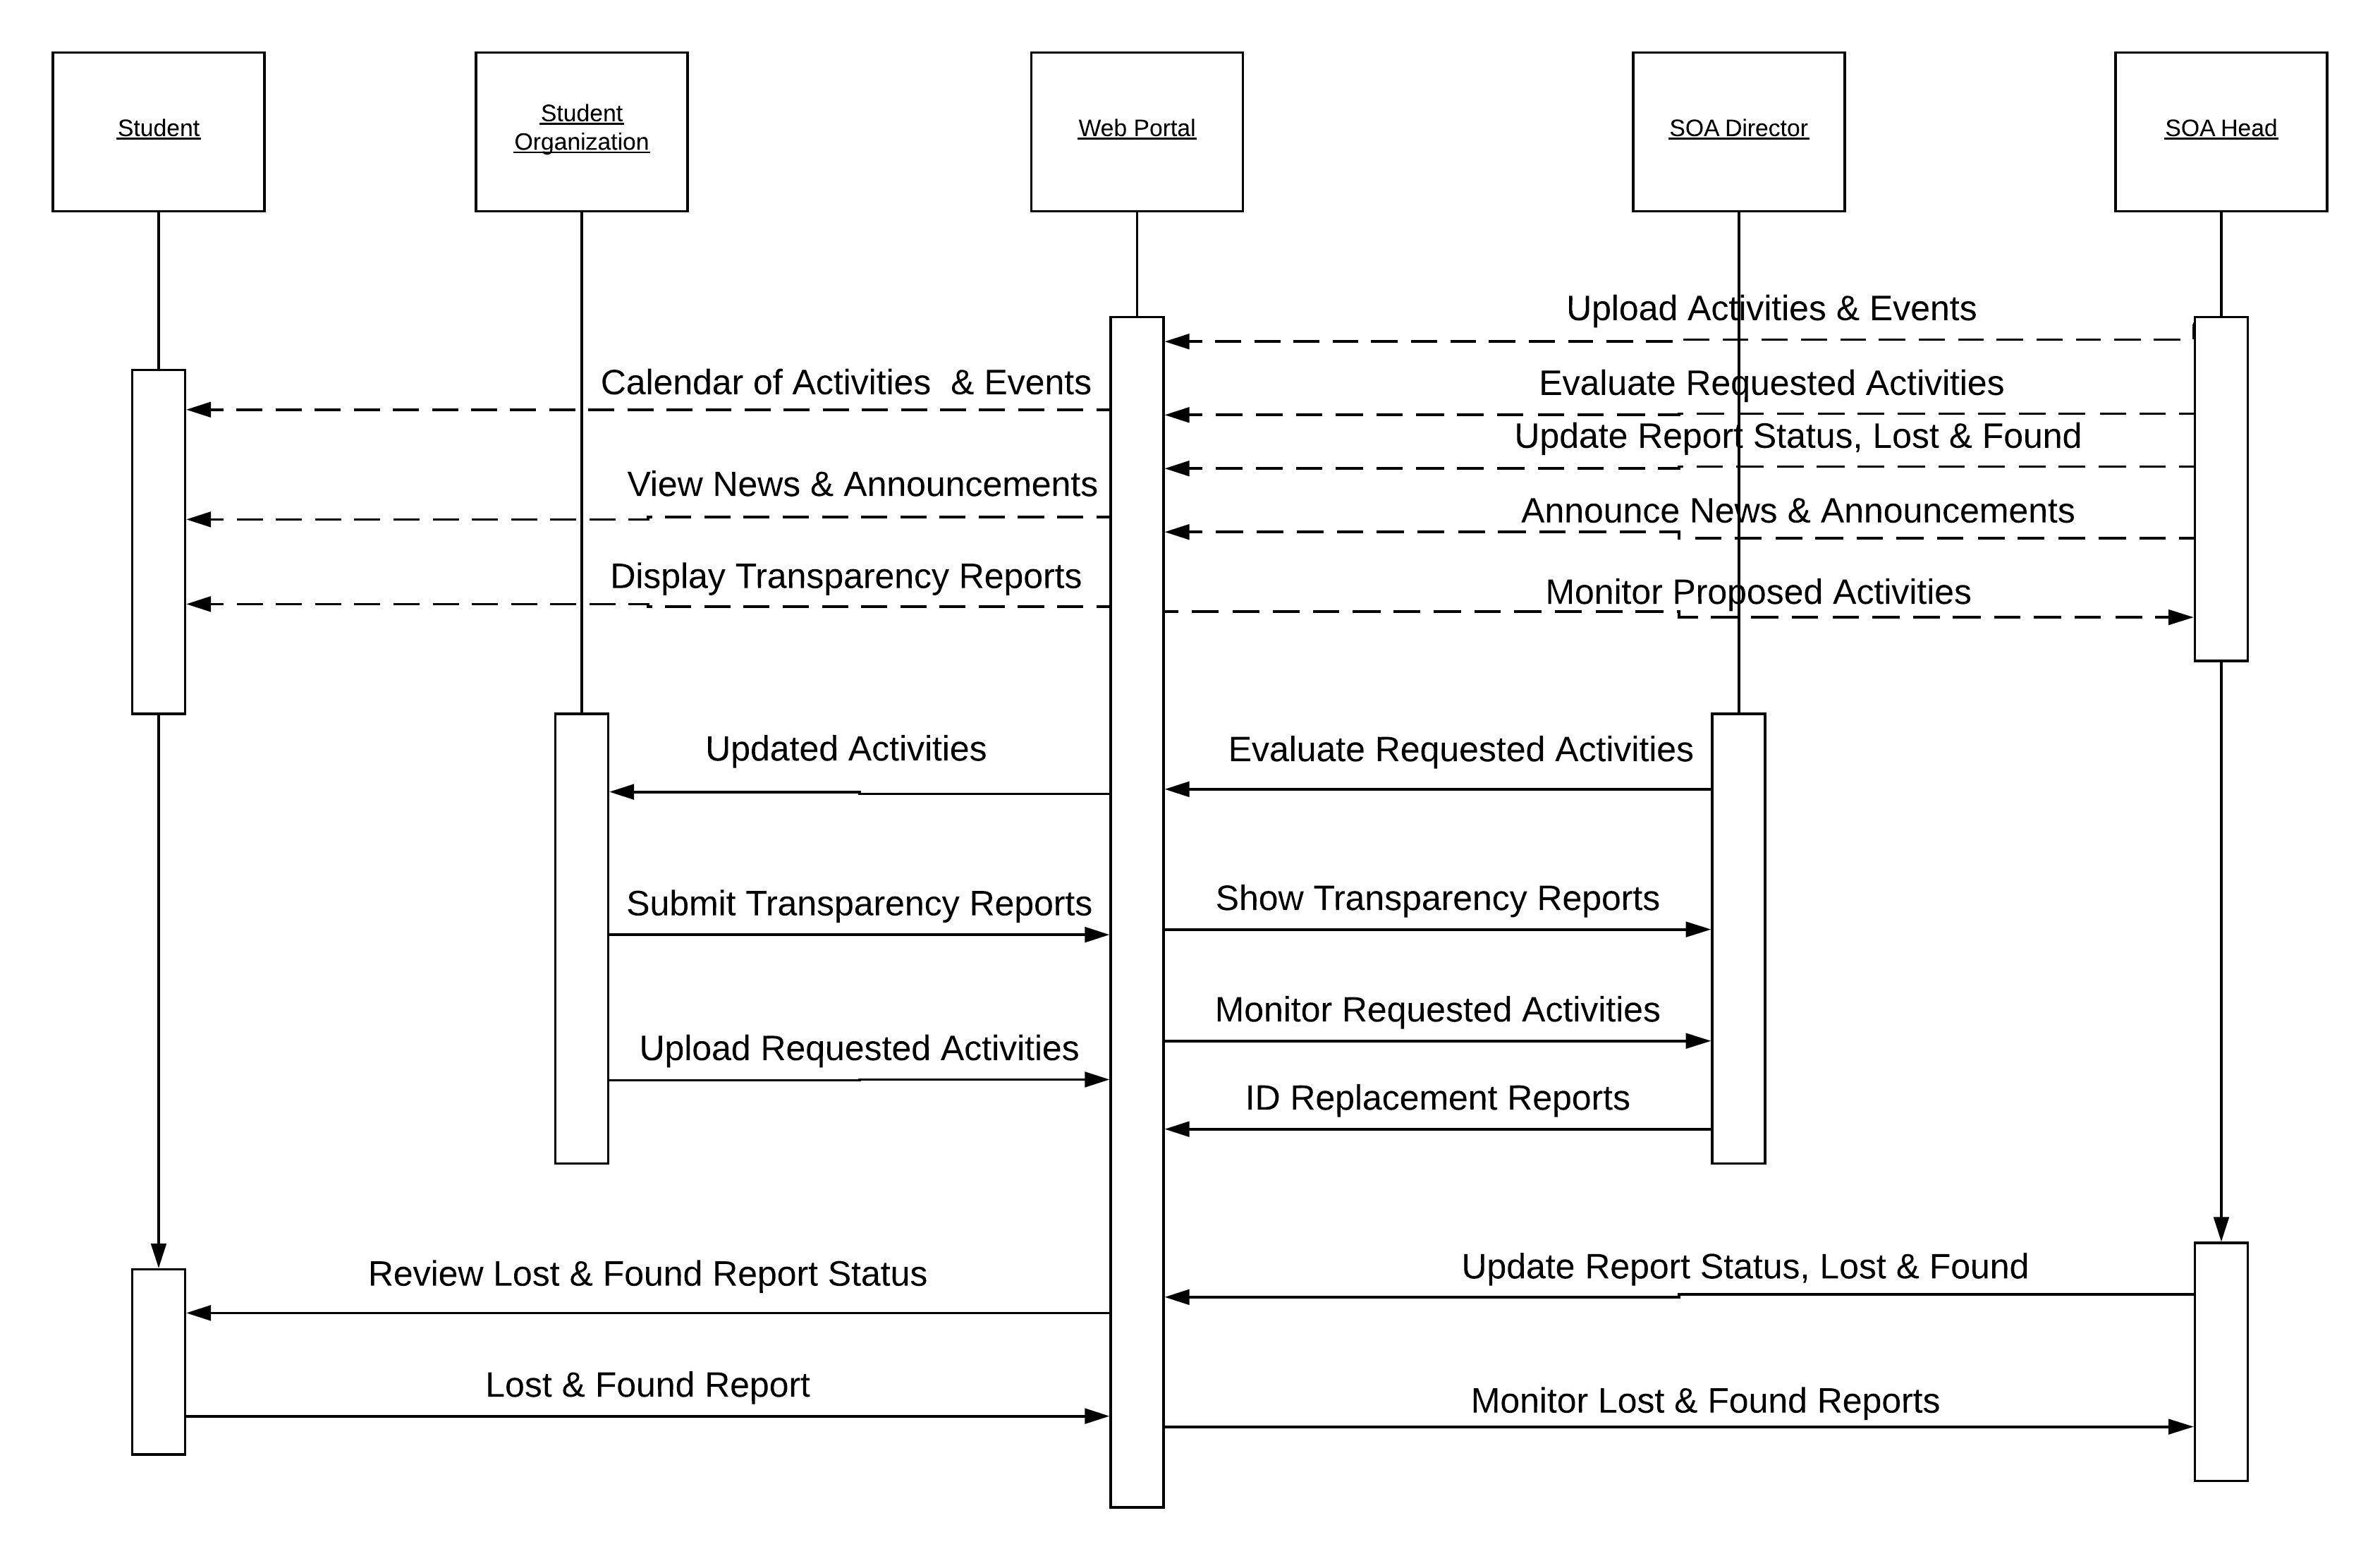 Student
Student
Organization
Web Portal
SOA Director
SOA Head
Upload Activities & Events
Calendar of Activities  & Events
Evaluate Requested Activities
Update Report Status, Lost & Found
View News & Announcements
Announce News & Announcements
Display Transparency Reports
Monitor Proposed Activities
Updated Activities
Evaluate Requested Activities
Submit Transparency Reports
Show Transparency Reports
Monitor Requested Activities
Upload Requested Activities
ID Replacement Reports
Review Lost & Found Report Status
Update Report Status, Lost & Found
Lost & Found Report
Monitor Lost & Found Reports